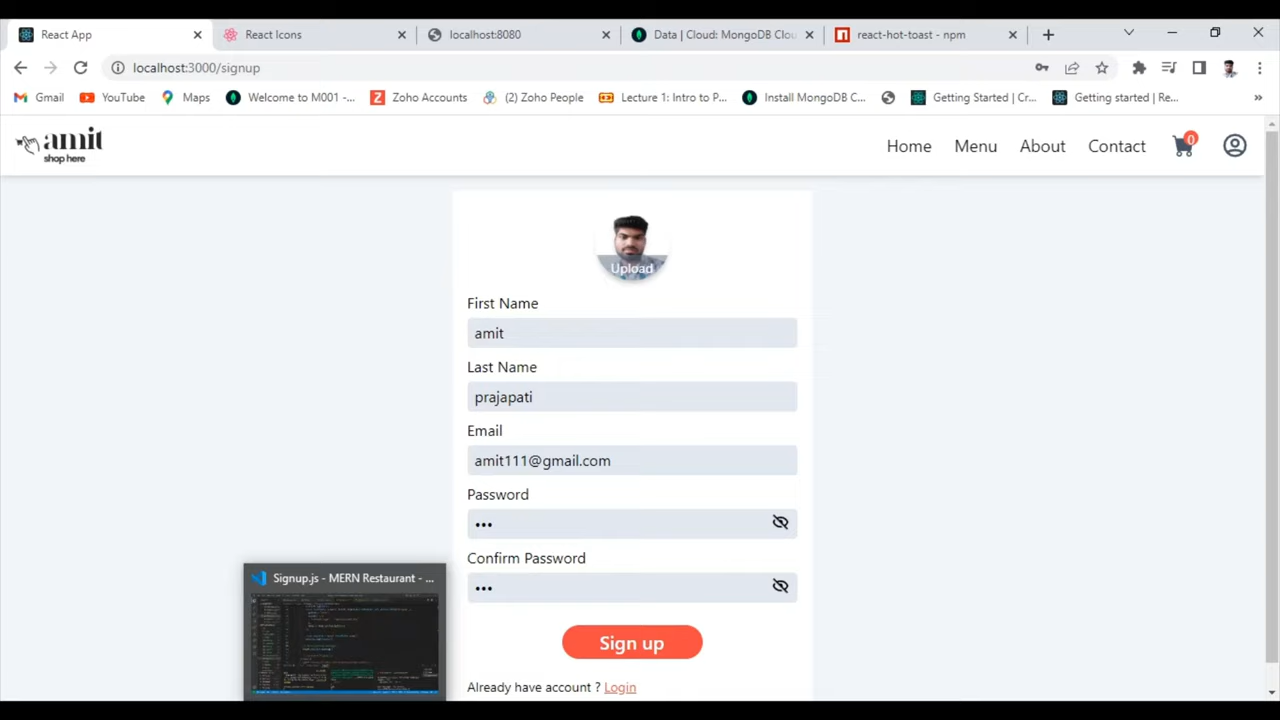 React App
React Icons
localhost:8080
Data | Cloud: MongoDB Clou
react-hot-toast - npm
localhost:3000/signup
Gmail
YouTube
Maps
Welcome to M001 -...
Zoho Accounts
(2) Zoho People
Lecture 1: Intro to P...
Install MongoDB C...
Getting Started | Cr...
Getting started | Re...
»
amit
shop here
Home
Menu
About
Contact
0
Upload
First Name
amit
Last Name
prajapati
Email
amit111@gmail.com
Password
•••
Confirm Password
•••
Signup.js - MERN Restaurant - ...
Sign up
Already have account ? Login